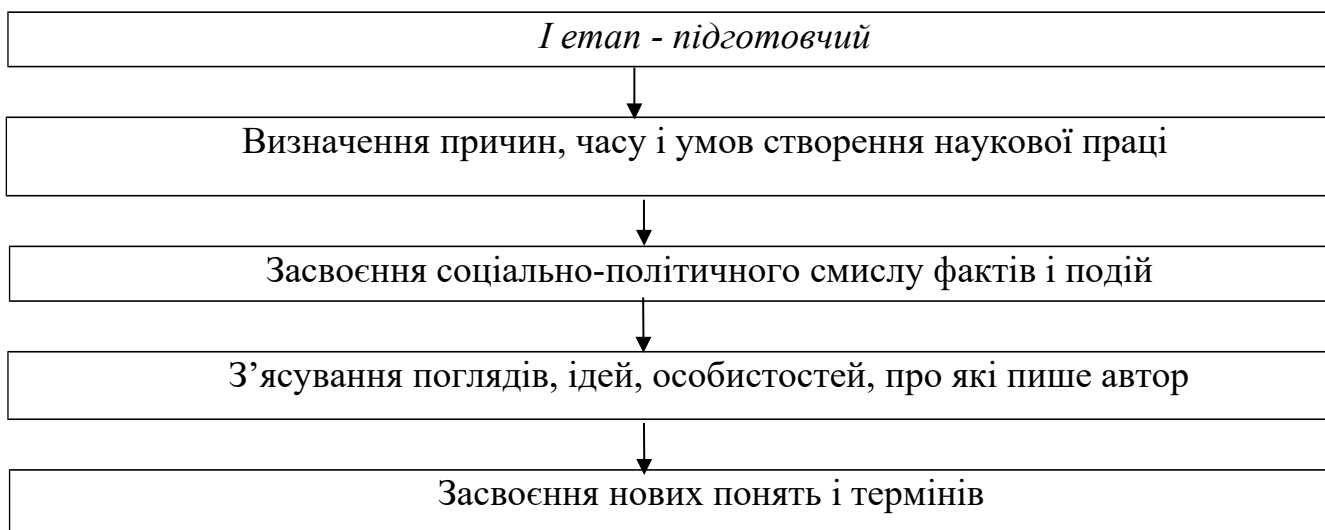 І етап - підготовчий
Визначення причин, часу і умов створення наукової праці
Засвоєння соціально-політичного смислу фактів і подій
З’ясування поглядів, ідей, особистостей, про які пише автор
Засвоєння нових понять і термінів